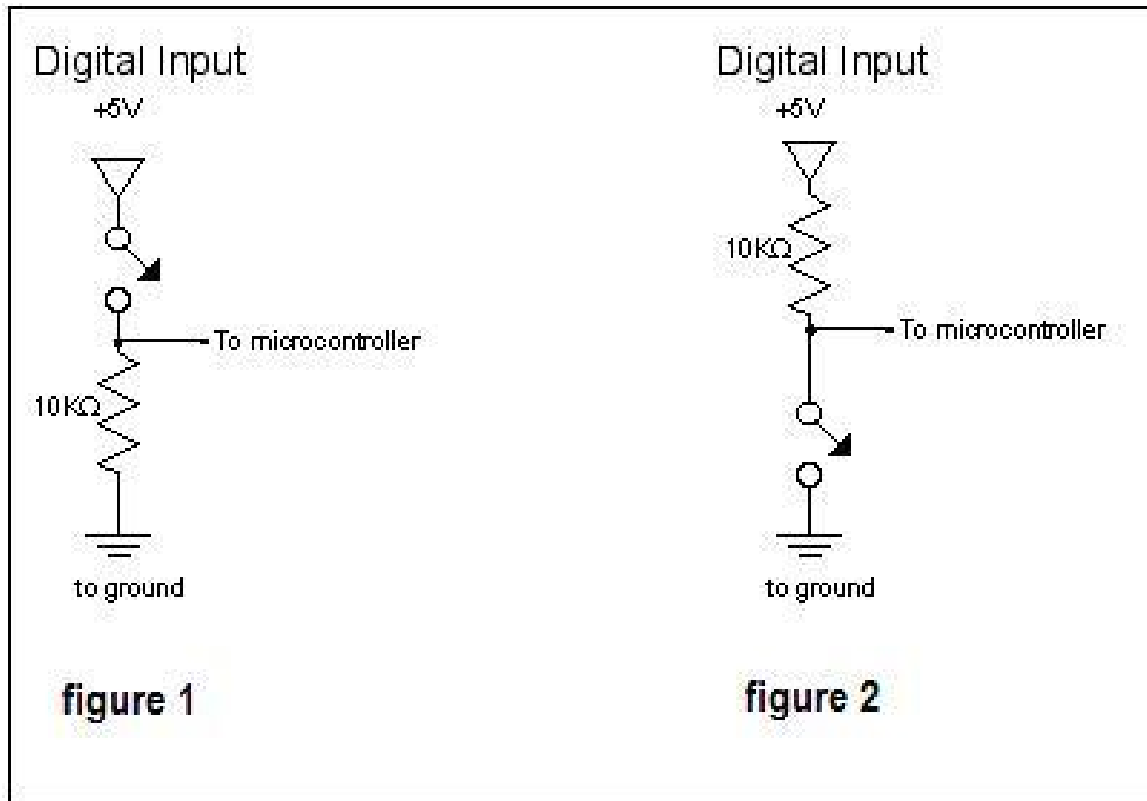 Digital Input
+5V
To microcontroller
10KΩ
to ground
figure 1
Digital Input
+5V
10KΩ
To microcontroller
to ground
figure 2